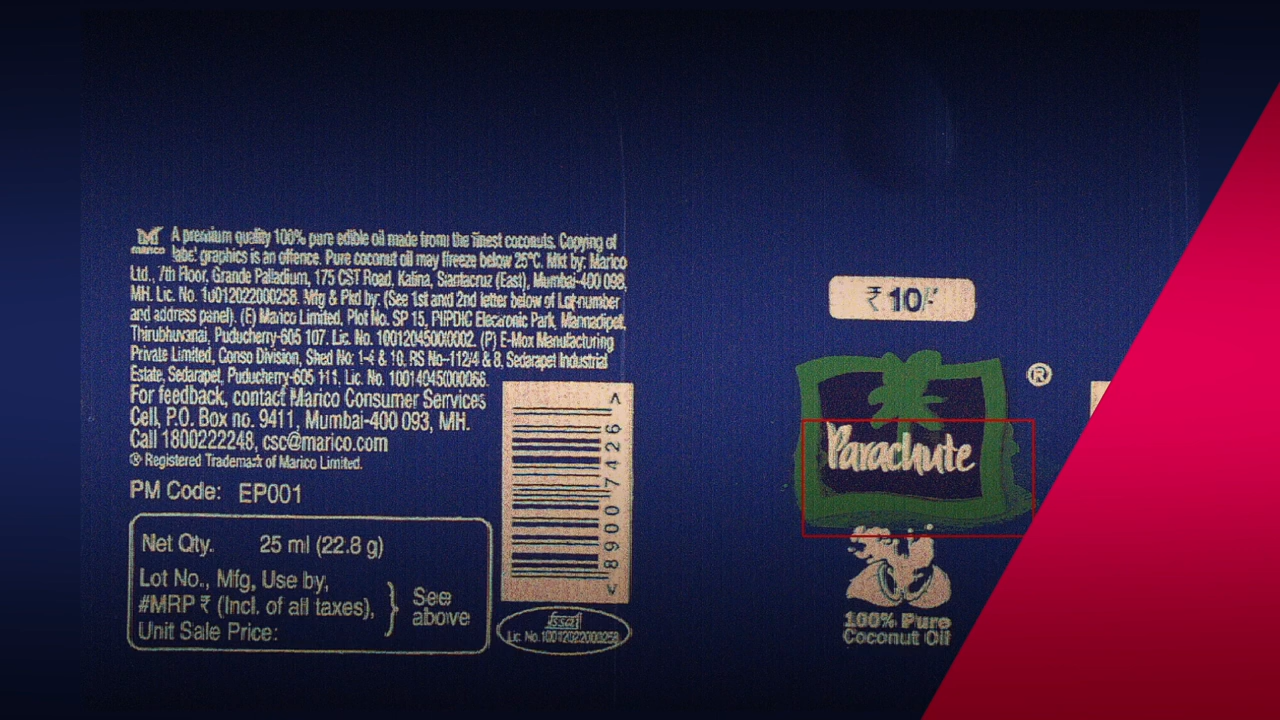 A premium quality 100% pure edible oil made from the finest coconuts. Copying of
marico label graphics is an offence. Pure coconut oil may freeze below 25°C. Mkt by: Marico
Ltd., 7th Floor, Grande Palladium, 175 CST Road, Kalina, Santacruz (East), Mumbai-400 098,
MH. Lic. No. 10012022000258. Mfg & Pkd by: (See 1st and 2nd letter below of Lot number
and address panel). (E) Marico Limited, Plot No. SP 15, PIPDIC Electronic Park, Mannadipet,
Thirubhuvanai, Puducherry-605 107. Lic. No. 10012045000002. (P) E-Mox Manufacturing
Private Limited, Conso Division, Shed No: 1-4 & 10, RS No-112/4 & 8, Sedarapet Industrial
Estate, Sedarapet, Puducherry-605 111. Lic. No. 10014045000068.
For feedback, contact Marico Consumer Services
Cell, P.O. Box no. 9411, Mumbai-400 093, MH.
Call 1800222248, csc@marico.com
® Registered Trademark of Marico Limited.
PM Code: EP001
Net Qty. 25 ml (22.8 g)
Lot No., Mfg, Use by,
#MRP ₹ (Incl. of all taxes),
Unit Sale Price:
} See
above
<89007426>
fssai
Lic. No.10012022000258
₹ 10/-
®
Parachute
100% Pure
Coconut Oil